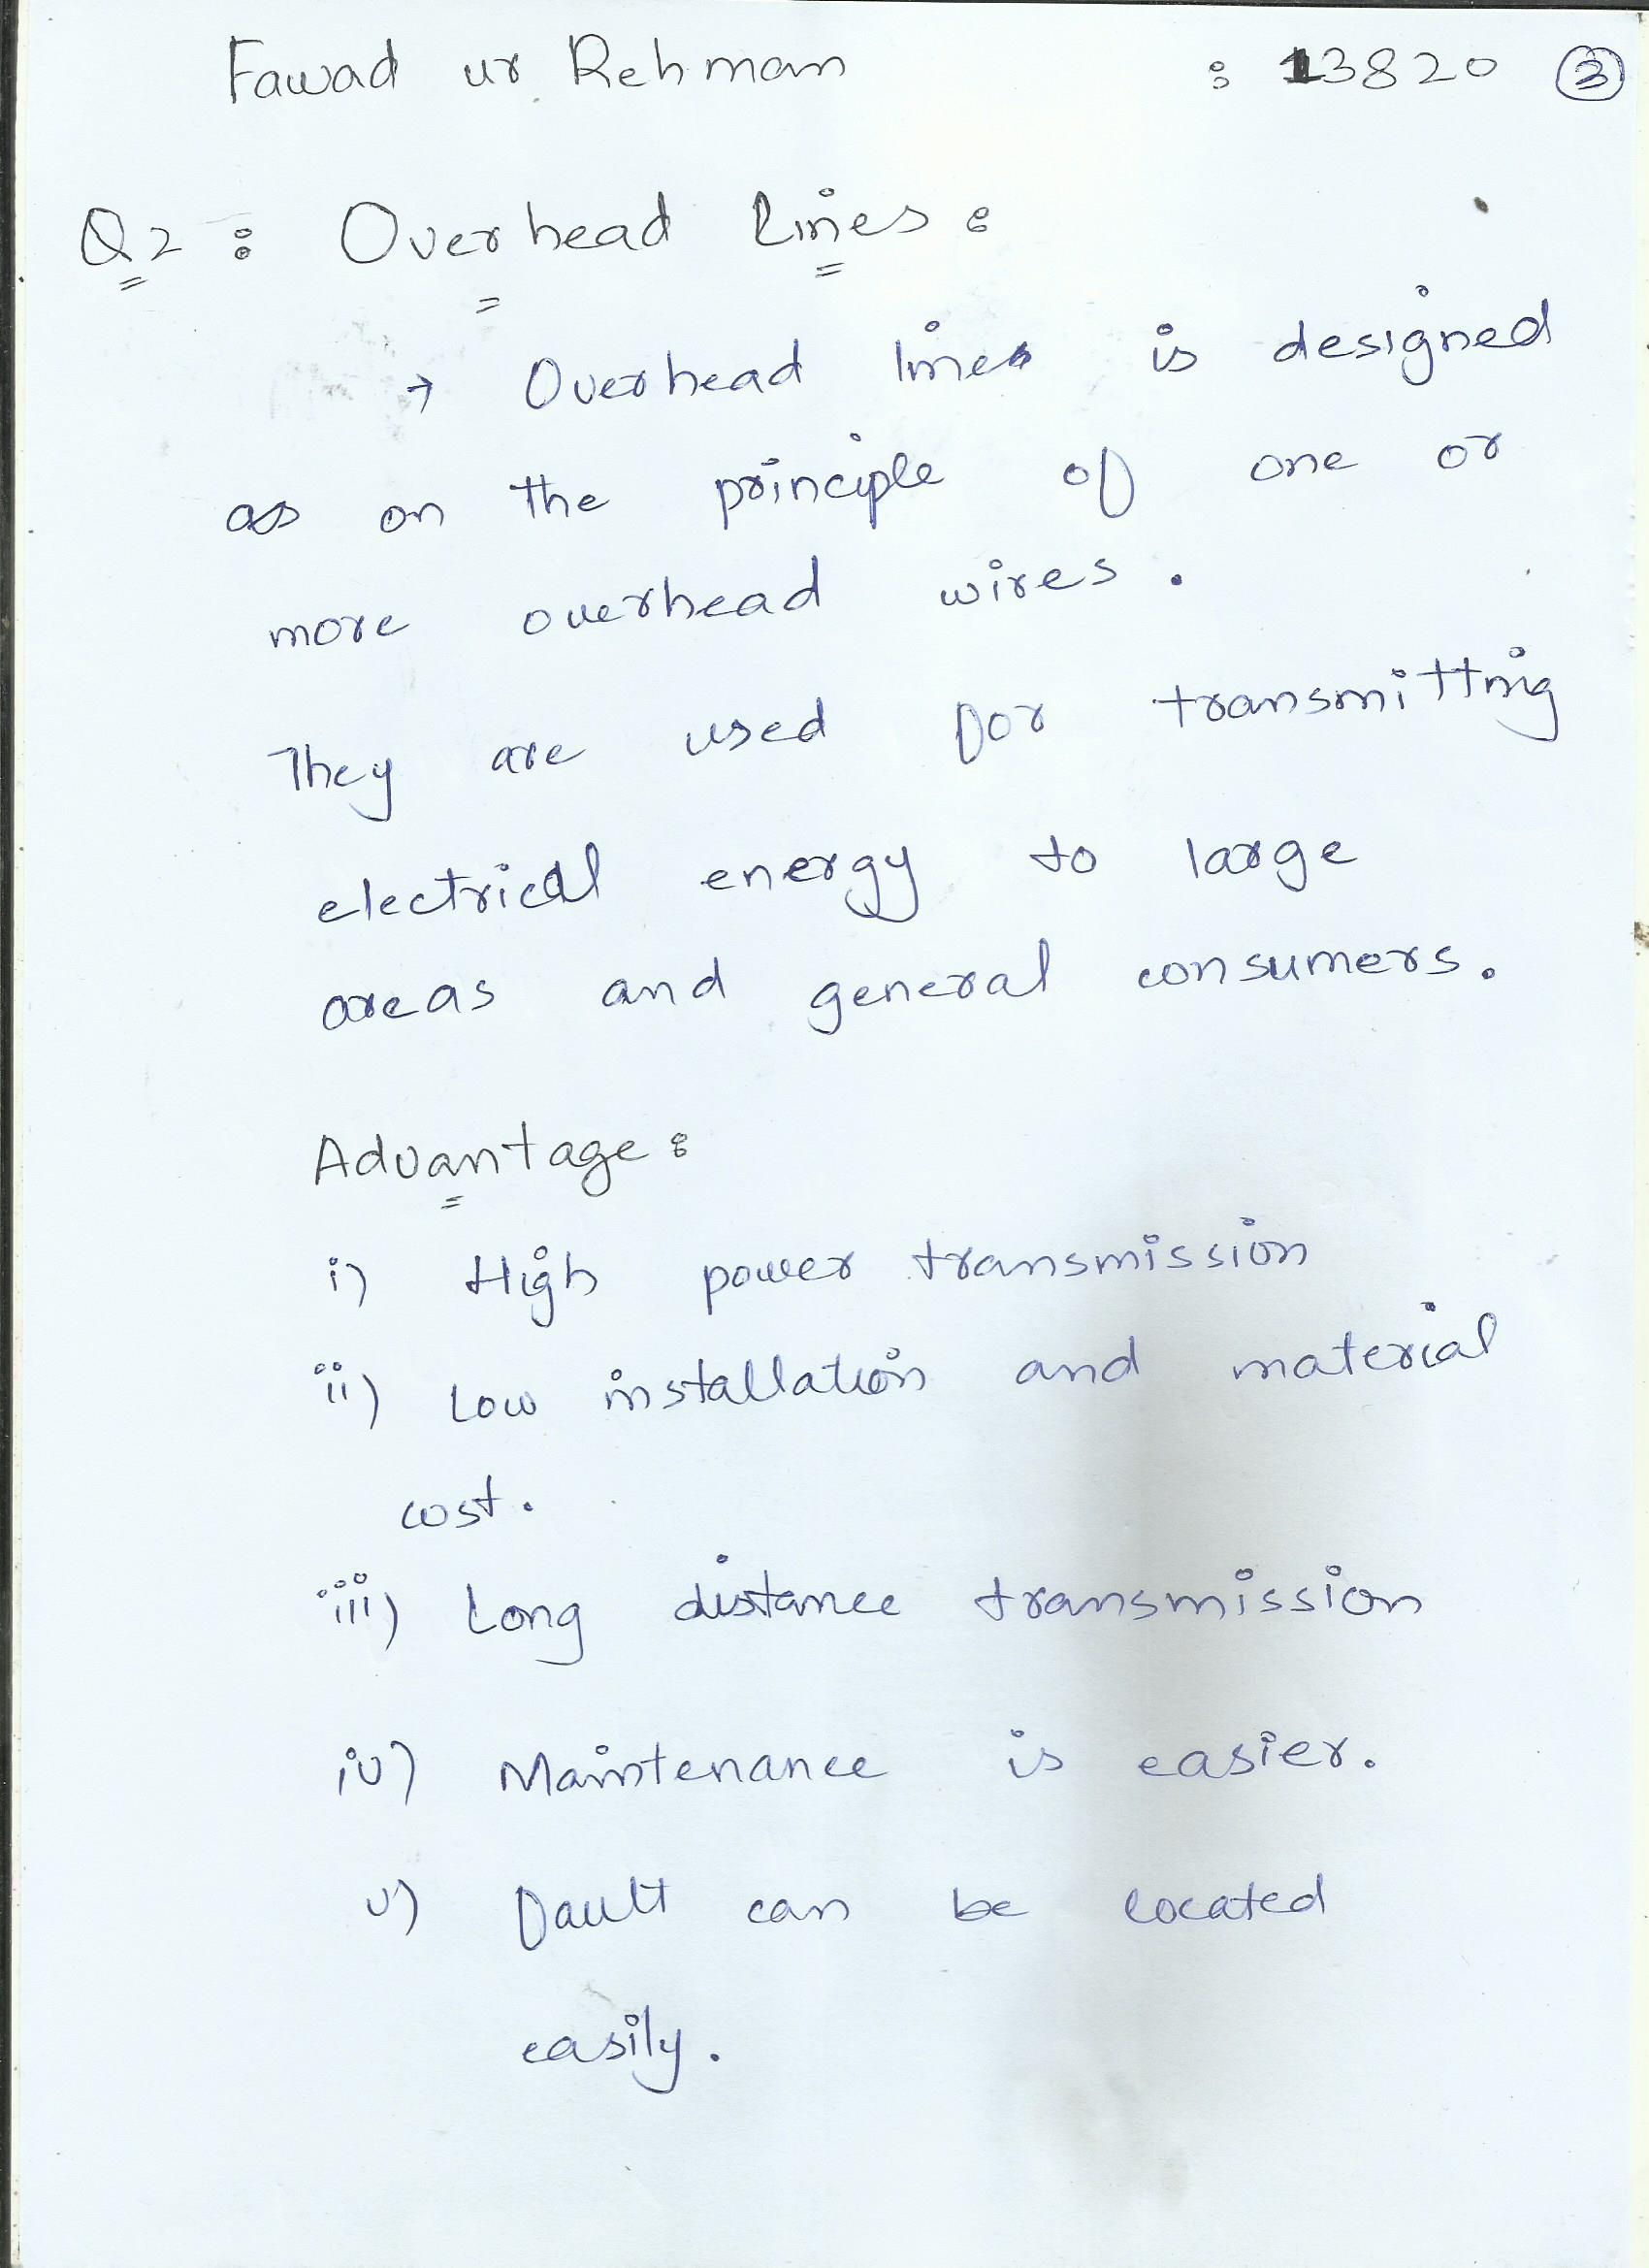 Fawad ur Rehman : 13820 3
Q2 : Overhead Lines :
→ Overhead lines is designed
as on the principle of one or
more overhead wires.
They are used for transmitting
electrical energy to large
areas and general consumers.
Advantage :
i) High power transmission
ii) Low installation and material
cost.
iii) Long distance transmission
iv) Maintenance is easier.
v) Fault can be located
easily.